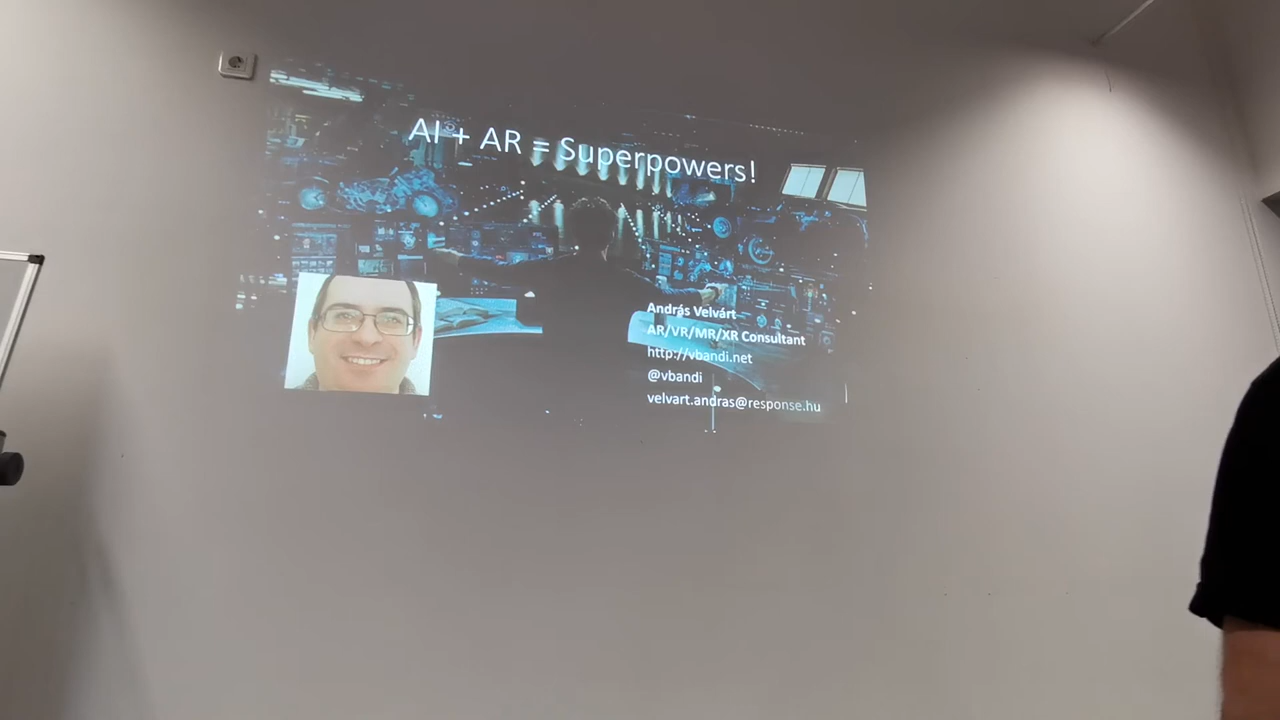 AI + AR = Superpowers!
András Velvárt
AR/VR/MR/XR Consultant
http://vbandi.net
@vbandi
velvart.andras@response.hu